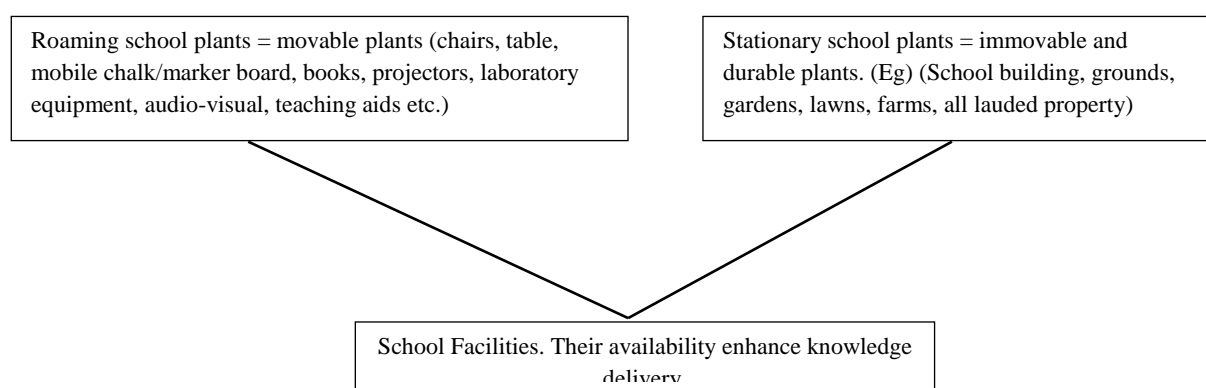 Roaming school plants = movable plants (chairs, table,
mobile chalk/marker board, books, projectors, laboratory
equipment, audio-visual, teaching aids etc.)
Stationary school plants = immovable and
durable plants. (Eg) (School building, grounds,
gardens, lawns, farms, all lauded property)
School Facilities. Their availability enhance knowledge
delivery